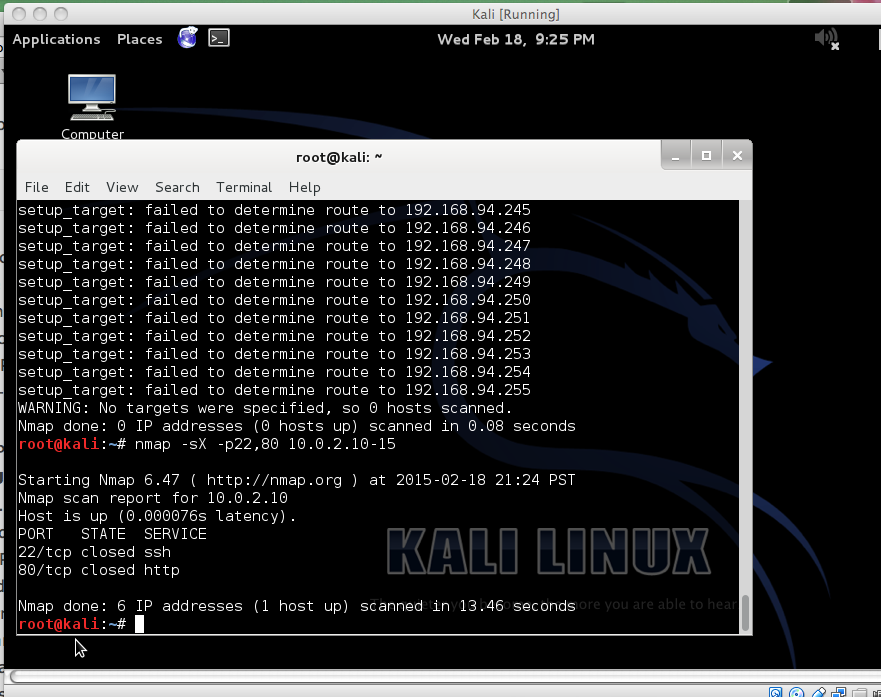 Kali [Running]
Applications Places Wed Feb 18, 9:25 PM
Computer
root@kali: ~
File Edit View Search Terminal Help
setup_target: failed to determine route to 192.168.94.245
setup_target: failed to determine route to 192.168.94.246
setup_target: failed to determine route to 192.168.94.247
setup_target: failed to determine route to 192.168.94.248
setup_target: failed to determine route to 192.168.94.249
setup_target: failed to determine route to 192.168.94.250
setup_target: failed to determine route to 192.168.94.251
setup_target: failed to determine route to 192.168.94.252
setup_target: failed to determine route to 192.168.94.253
setup_target: failed to determine route to 192.168.94.254
setup_target: failed to determine route to 192.168.94.255
WARNING: No targets were specified, so 0 hosts scanned.
Nmap done: 0 IP addresses (0 hosts up) scanned in 0.08 seconds
root@kali:~# nmap -sX -p22,80 10.0.2.10-15
Starting Nmap 6.47 ( http://nmap.org ) at 2015-02-18 21:24 PST
Nmap scan report for 10.0.2.10
Host is up (0.000076s latency).
PORT STATE SERVICE
22/tcp closed ssh
80/tcp closed http
KALI LINUX
more you are able to hear
Nmap done: 6 IP addresses (1 host up) scanned in 13.46 seconds
root@kali:~#